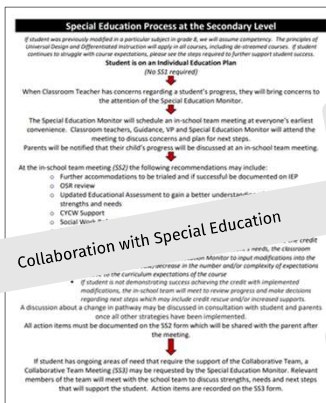 Special Education Process at the Secondary Level
If student was previously modified in a particular subject in grade 8, we will assume competency. The principles of
Universal Design and Differentiated Instruction will apply in all courses, including de-streamed courses. If student
continues to struggle with course expectations, please see the steps required to further support student success.
Student is on an Individual Education Plan
(No SS1 required)
When Classroom Teacher has concerns regarding a student's progress, they will bring concerns to
the attention of the Special Education Monitor.
The Special Education Monitor will schedule an in-school team meeting at everyone's earliest
convenience. Classroom teachers, Guidance, VP and Special Education Monitor will attend the
meeting to discuss concerns and plan for next steps.
Parents will be notified that their child's progress will be discussed at an in-school team meeting.
At the in-school team meeting (SS2) the following recommendations may include:
o Further accommodations to be trialed and if successful be documented on IEP
o OSR review
o Updated Educational Assessment to gain a better
strengths and needs
o CYCW Support
o Social Work
Collaboration with Special Education
the credit
needs, the classroom
Monitor to input modifications into the
decrease in the number and/or complexity of expectations
to the curriculum expectations of the course
• If student is not demonstrating success achieving the credit with implemented
modifications, the in-school team will meet to review progress and make decisions
regarding next steps which may include credit rescue and/or increased supports.
A discussion about a change in pathway may be discussed in consultation with student and parents
once all other strategies have been implemented.
All action items must be documented on the SS2 form which will be shared with the parent after
the meeting.
If student has ongoing areas of need that require the support of the Collaborative Team, a
Collaborative Team Meeting (SS3) may be requested by the Special Education Monitor. Relevant
members of the team will meet with the school team to discuss strengths, needs and next steps
that will support the student. Action items are recorded on the SS3 form.